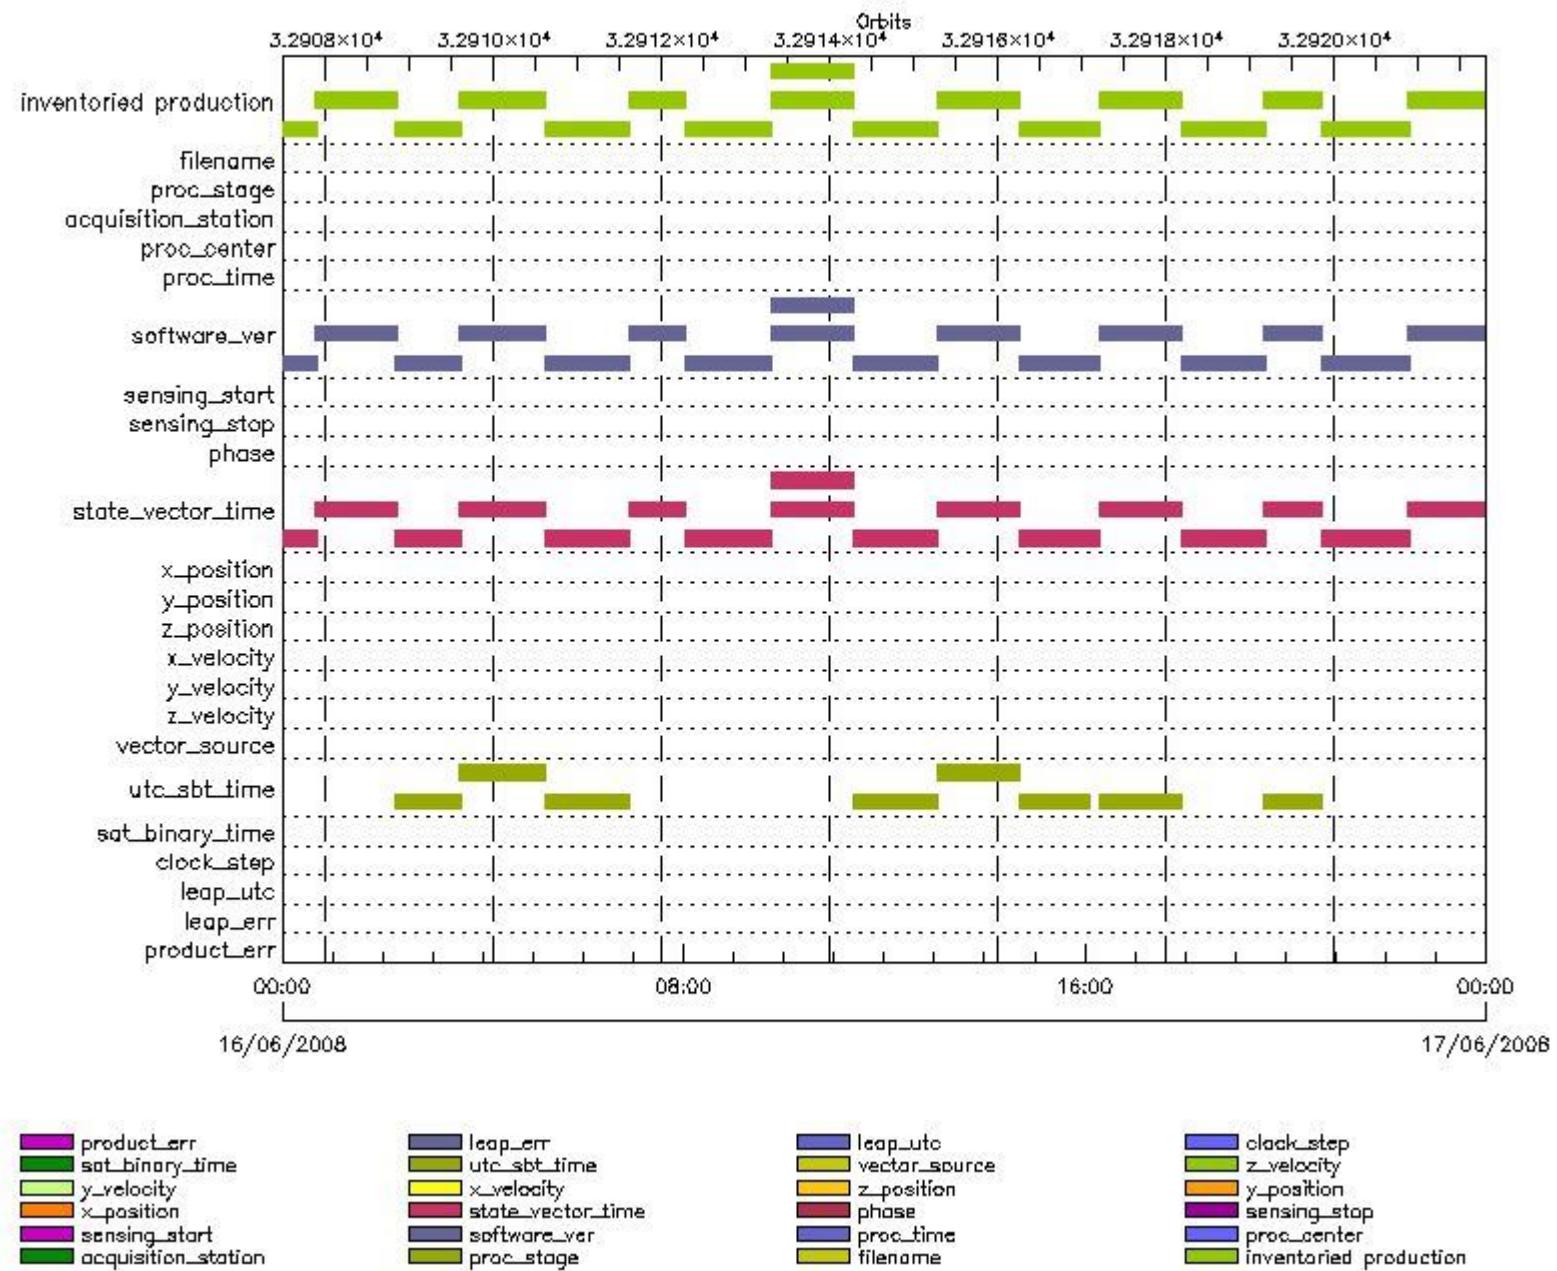 Orbits
3.2908×10⁴ 3.2910×10⁴ 3.2912×10⁴ 3.2914×10⁴ 3.2916×10⁴ 3.2918×10⁴ 3.2920×10⁴
inventoried production
filename
proc_stage
acquisition_station
proc_center
proc_time
software_ver
sensing_start
sensing_stop
phase
state_vector_time
x_position
y_position
z_position
x_velocity
y_velocity
z_velocity
vector_source
utc_sbt_time
sat_binary_time
clock_step
leap_utc
leap_err
product_err
00:00 08:00 16:00 00:00
16/06/2008 17/06/2008
product_err leap_err leap_utc clock_step
sat_binary_time utc_sbt_time vector_source z_velocity
y_velocity x_velocity z_position y_position
x_position state_vector_time phase sensing_stop
sensing_start software_ver proc_time proc_center
acquisition_station proc_stage filename inventoried production